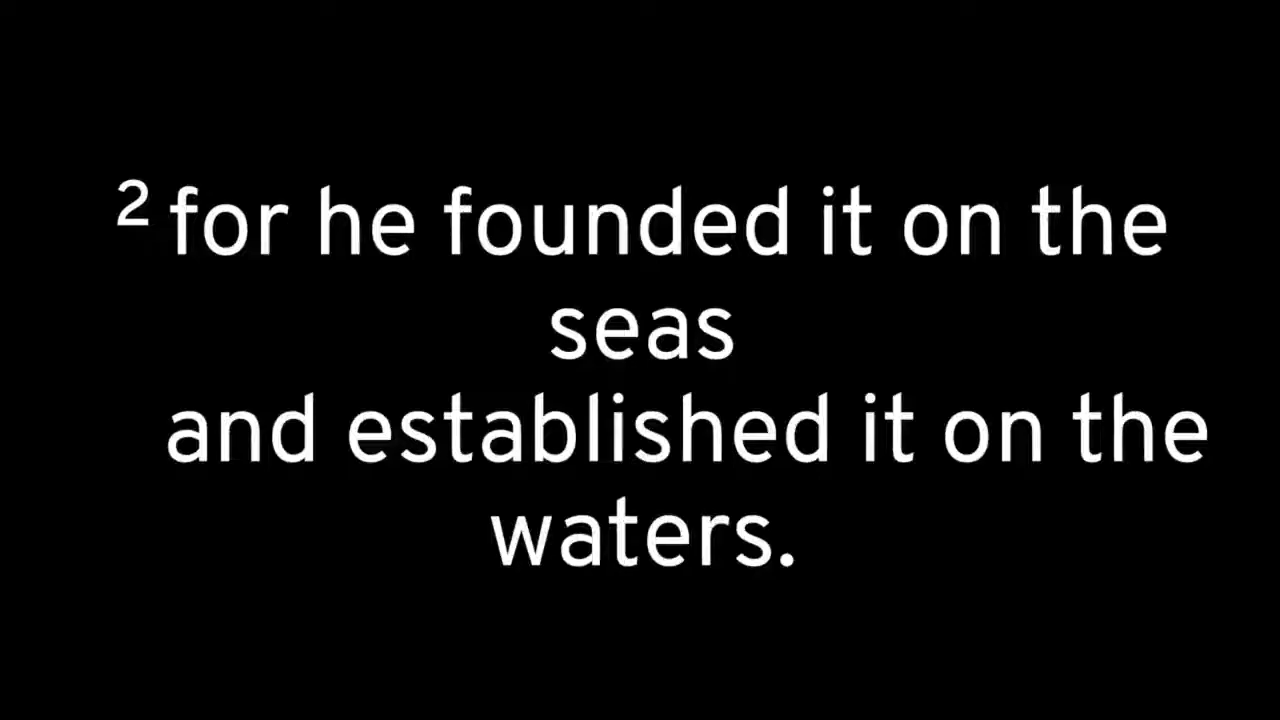 ² for he founded it on the
seas
and established it on the
waters.